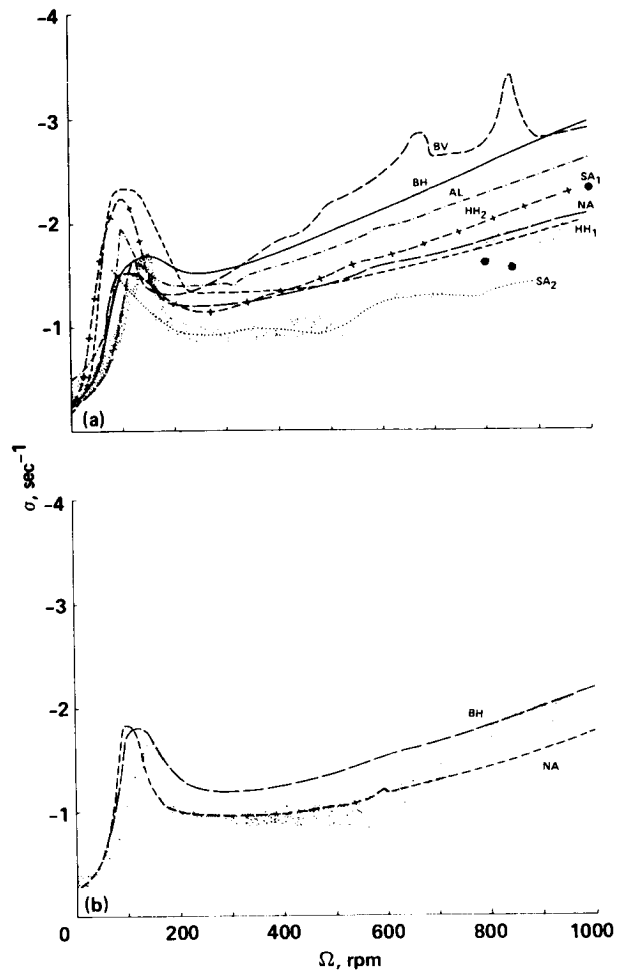 -4
-3
-2
-1
BV
BH
AL
SA1
HH2
NA
HH1
SA2
(a)
σ, sec⁻¹
-4
-3
-2
-1
BH
NA
(b)
0 200 400 600 800 1000
Ω, rpm